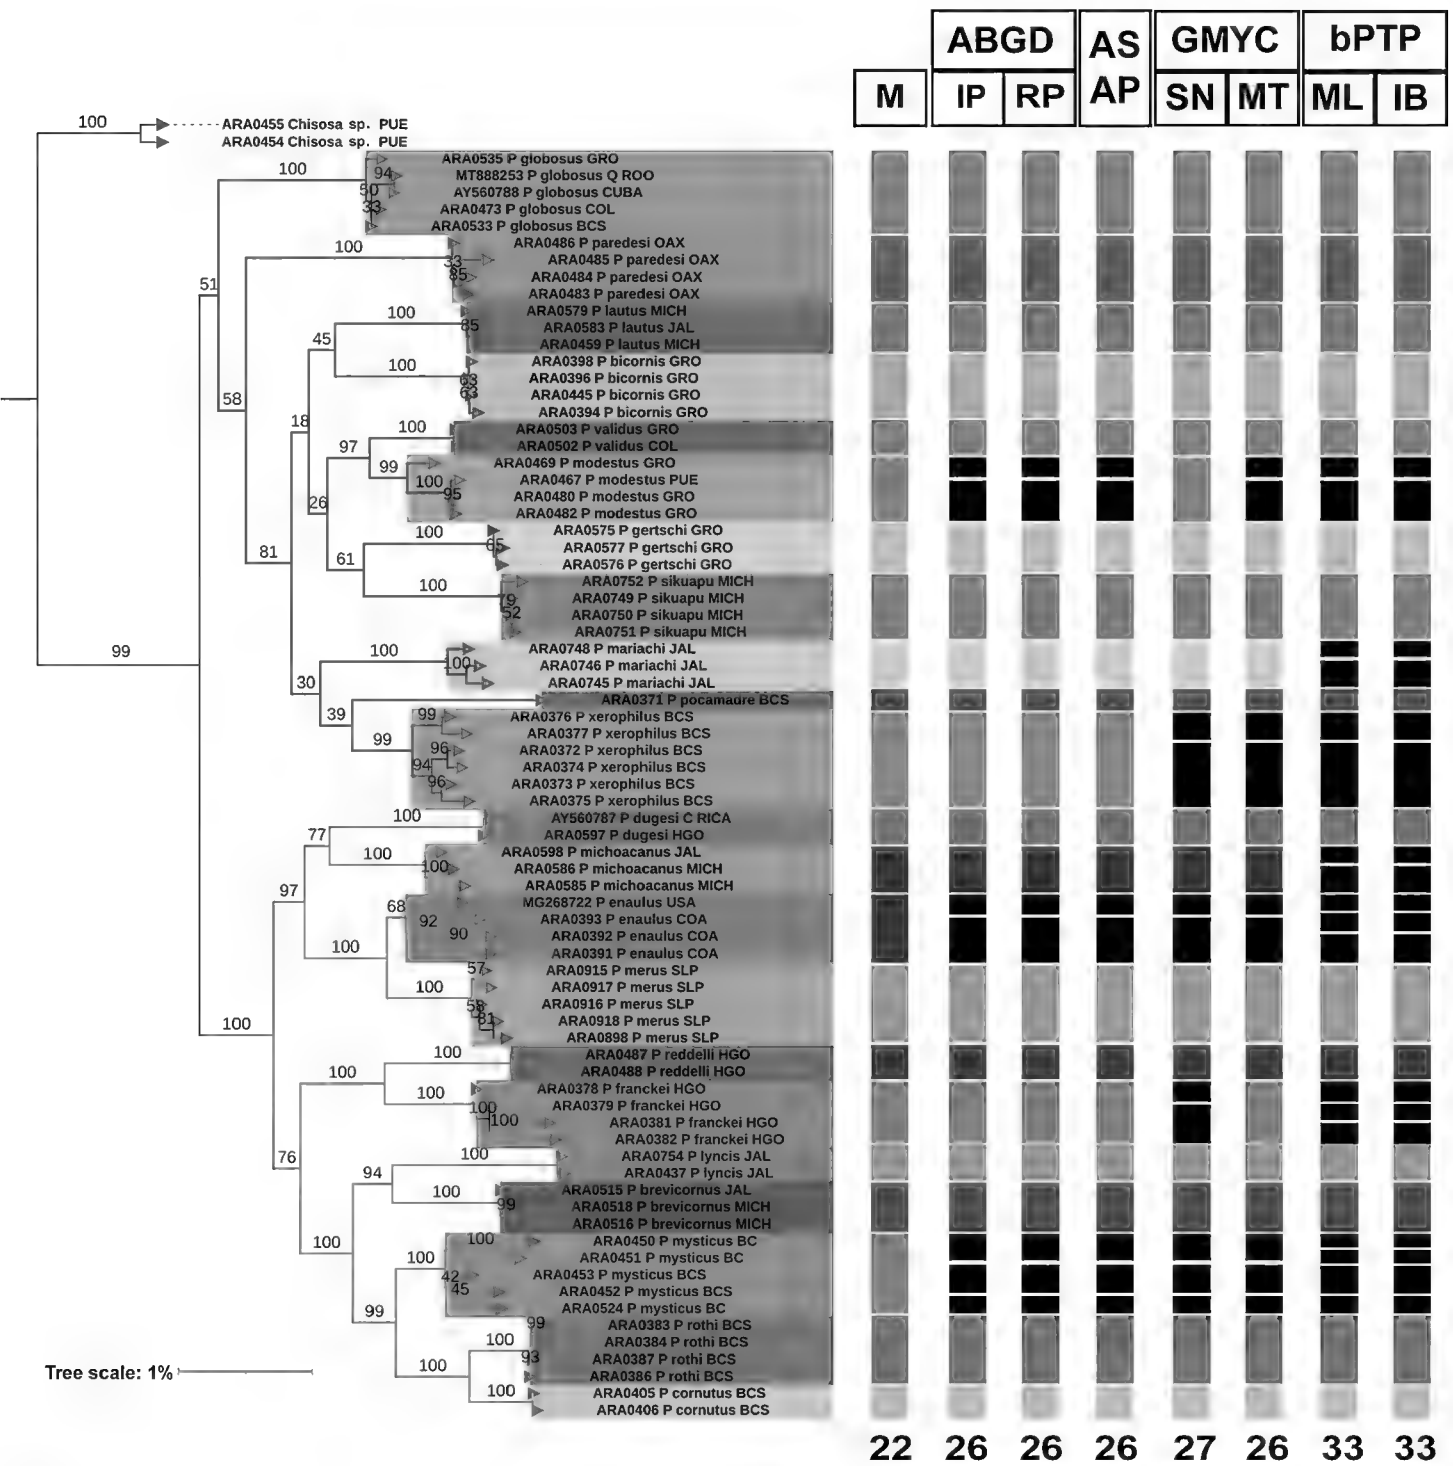 ABGD AS AP GMYC bPTP
M IP RP SN MT ML IB
100 ARA0455 Chisosa sp. PUE
ARA0454 Chisosa sp. PUE
ARA0535 P globosus GRO
100 94 MT888253 P globosus Q ROO
50 AY560788 P globosus CUBA
33 ARA0473 P globosus COL
ARA0533 P globosus BCS
100 ARA0486 P paredesi OAX
33 ARA0485 P paredesi OAX
85 ARA0484 P paredesi OAX
51 ARA0483 P paredesi OAX
100 ARA0579 P lautus MICH
85 ARA0583 P lautus JAL
45 ARA0459 P lautus MICH
100 ARA0398 P bicornis GRO
63 ARA0396 P bicornis GRO
58 63 ARA0445 P bicornis GRO
ARA0394 P bicornis GRO
18 100 ARA0503 P validus GRO
97 ARA0502 P validus COL
99 ARA0469 P modestus GRO
100 ARA0467 P modestus PUE
95 ARA0480 P modestus GRO
26 ARA0482 P modestus GRO
100 ARA0575 P gertschi GRO
81 65 ARA0577 P gertschi GRO
61 ARA0576 P gertschi GRO
100 ARA0752 P sikuapu MICH
79 ARA0749 P sikuapu MICH
52 ARA0750 P sikuapu MICH
ARA0751 P sikuapu MICH
99 100 ARA0748 P mariachi JAL
100 ARA0746 P mariachi JAL
30 ARA0745 P mariachi JAL
ARA0371 P pocamadre BCS
39 99 ARA0376 P xerophilus BCS
99 ARA0377 P xerophilus BCS
96 ARA0372 P xerophilus BCS
94 ARA0374 P xerophilus BCS
96 ARA0373 P xerophilus BCS
ARA0375 P xerophilus BCS
100 AY560787 P dugesi C RICA
77 ARA0597 P dugesi HGO
100 ARA0598 P michoacanus JAL
100 ARA0586 P michoacanus MICH
97 ARA0585 P michoacanus MICH
68 MG268722 P enaulus USA
92 ARA0393 P enaulus COA
90 ARA0392 P enaulus COA
100 ARA0391 P enaulus COA
57 ARA0915 P merus SLP
100 ARA0917 P merus SLP
58 ARA0916 P merus SLP
100 81 ARA0918 P merus SLP
ARA0898 P merus SLP
100 ARA0487 P reddelli HGO
100 ARA0488 P reddelli HGO
100 ARA0378 P franckei HGO
100 ARA0379 P franckei HGO
100 ARA0381 P franckei HGO
ARA0382 P franckei HGO
76 100 ARA0754 P lyncis JAL
94 ARA0437 P lyncis JAL
100 ARA0515 P brevicornus JAL
99 ARA0518 P brevicornus MICH
ARA0516 P brevicornus MICH
100 100 ARA0450 P mysticus BC
100 ARA0451 P mysticus BC
42 ARA0453 P mysticus BCS
45 ARA0452 P mysticus BCS
99 ARA0524 P mysticus BC
99 ARA0383 P rothi BCS
100 ARA0384 P rothi BCS
93 ARA0387 P rothi BCS
Tree scale: 1% 100 ARA0386 P rothi BCS
100 ARA0405 P cornutus BCS
ARA0406 P cornutus BCS
22 26 26 26 27 26 33 33